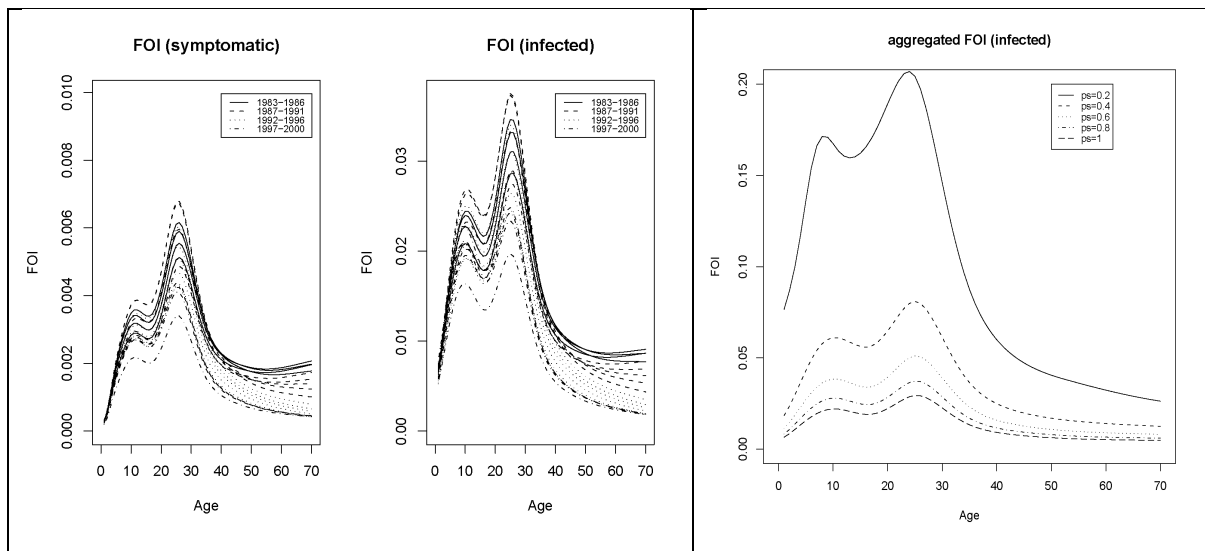 FOI (symptomatic)
FOI
0.000
0.002
0.004
0.006
0.008
0.010
1983−1986
1987−1991
1992−1996
1997−2000
0 10 20 30 40 50 60 70
Age
FOI (infected)
FOI
0.00
0.01
0.02
0.03
1983−1986
1987−1991
1992−1996
1997−2000
0 10 20 30 40 50 60 70
Age
aggregated FOI (infected)
FOI
0.00
0.05
0.10
0.15
0.20
ps=0.2
ps=0.4
ps=0.6
ps=0.8
ps=1
0 10 20 30 40 50 60 70
Age